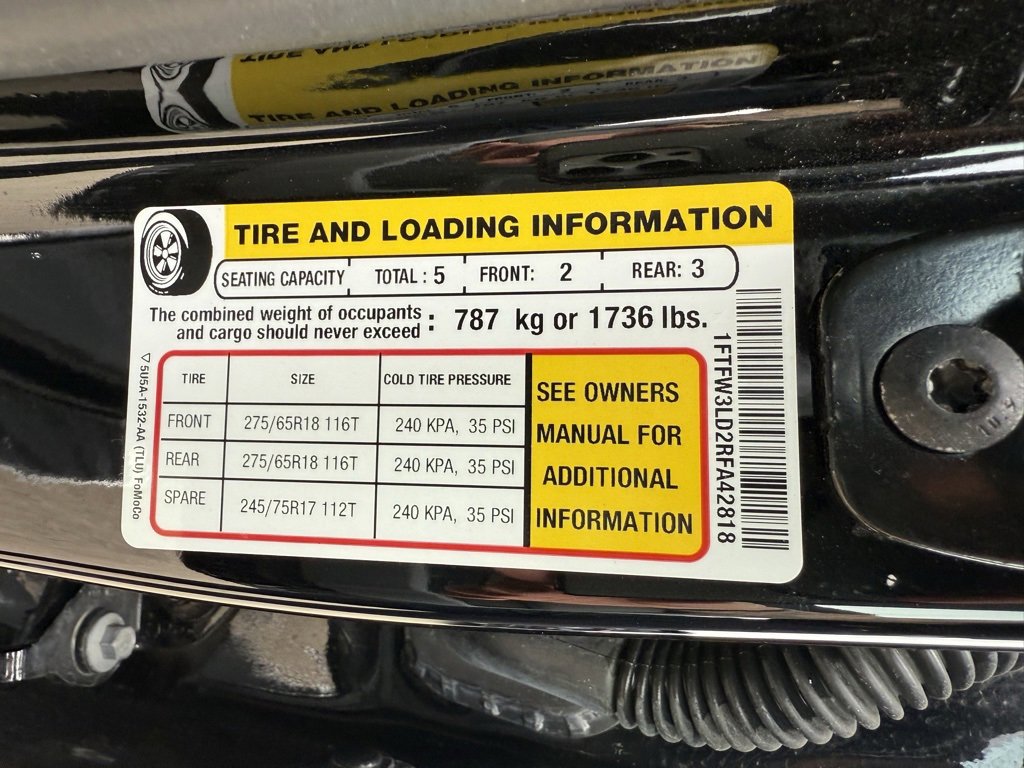 TIRE AND LOADING INFORMATION
TIRE AND LOADING INFORMATION
SEATING CAPACITY TOTAL : 5 FRONT: 2 REAR: 3
The combined weight of occupants
and cargo should never exceed : 787 kg or 1736 lbs.
TIRE SIZE COLD TIRE PRESSURE
FRONT 275/65R18 116T 240 KPA, 35 PSI
REAR 275/65R18 116T 240 KPA, 35 PSI
SPARE 245/75R17 112T 240 KPA, 35 PSI
SEE OWNERS
MANUAL FOR
ADDITIONAL
INFORMATION
1FTFW3LD2RFA42818
5U5A-1532-AA (TLU) FoMoCo